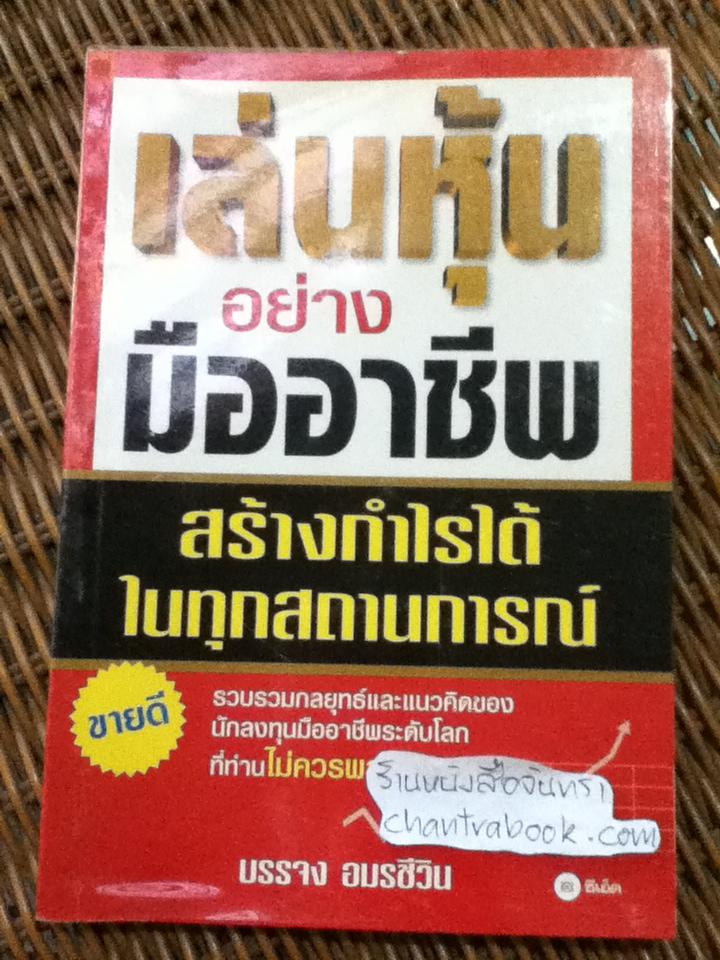 เล่นหุ้น
อย่าง
มืออาชีพ
สร้างกำไรได้
ในทุกสถานการณ์
ขายดี
รวบรวมกลยุทธ์และแนวคิดของ
นักลงทุนมืออาชีพระดับโลก
ที่ท่านไม่ควรพ
ร้านหนังสือจันทรา
chantrabook.com
บรรจง อมรชีวิน
ซีเอ็ด